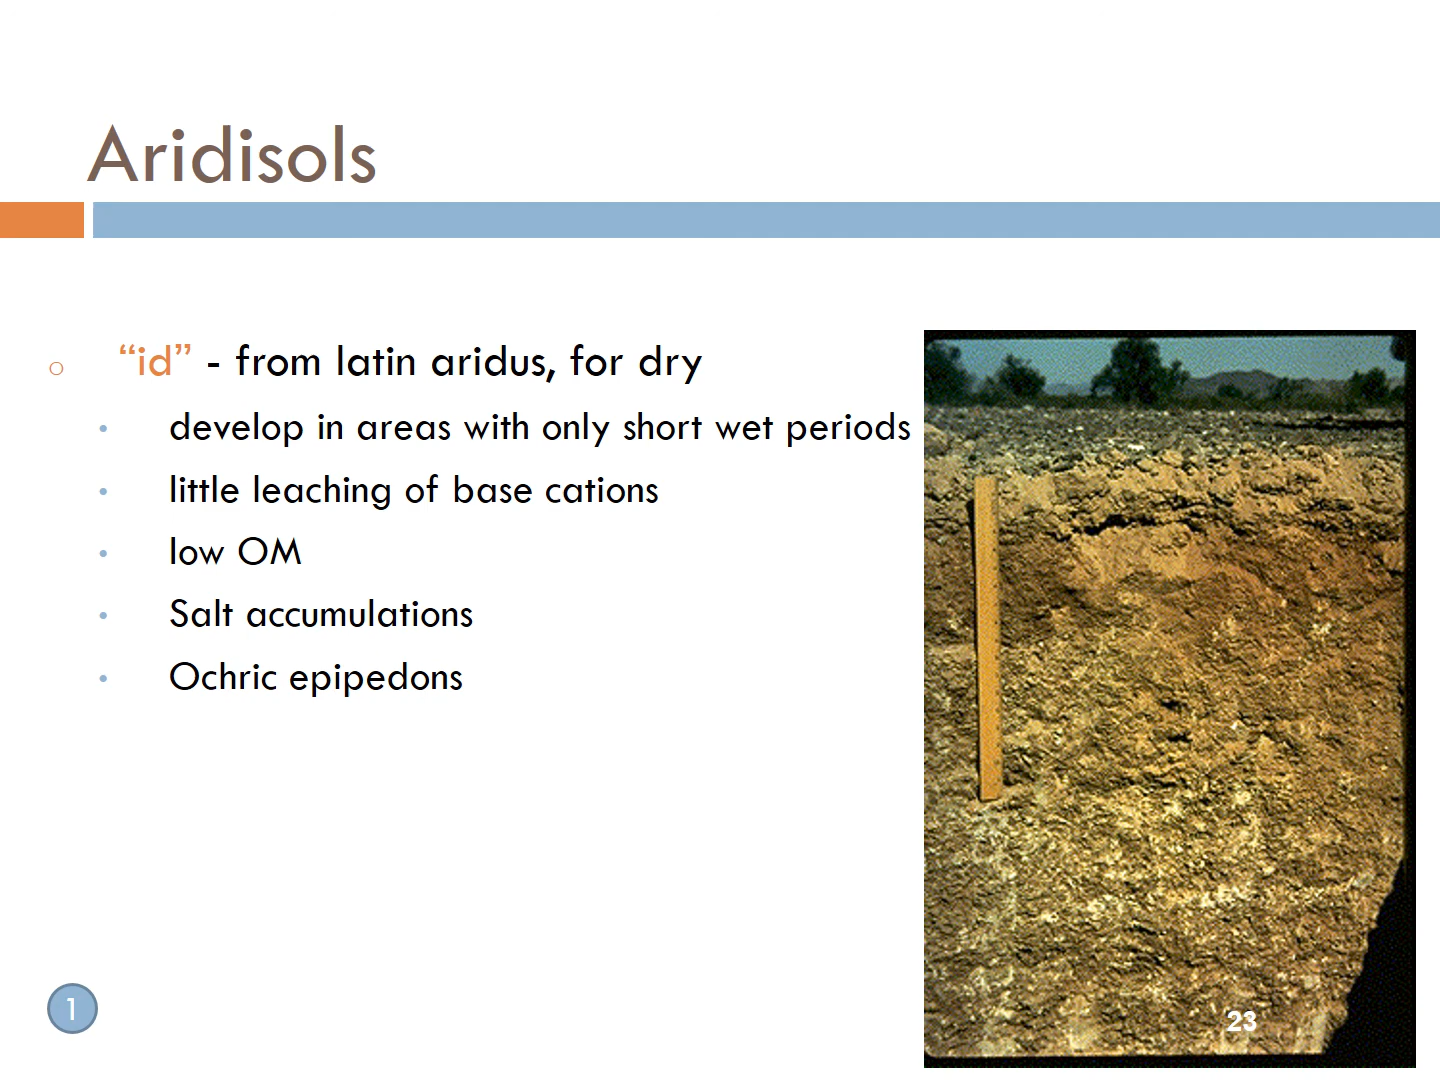 Aridisols
“id” - from latin aridus, for dry
develop in areas with only short wet periods
little leaching of base cations
low OM
Salt accumulations
Ochric epipedons
1
23